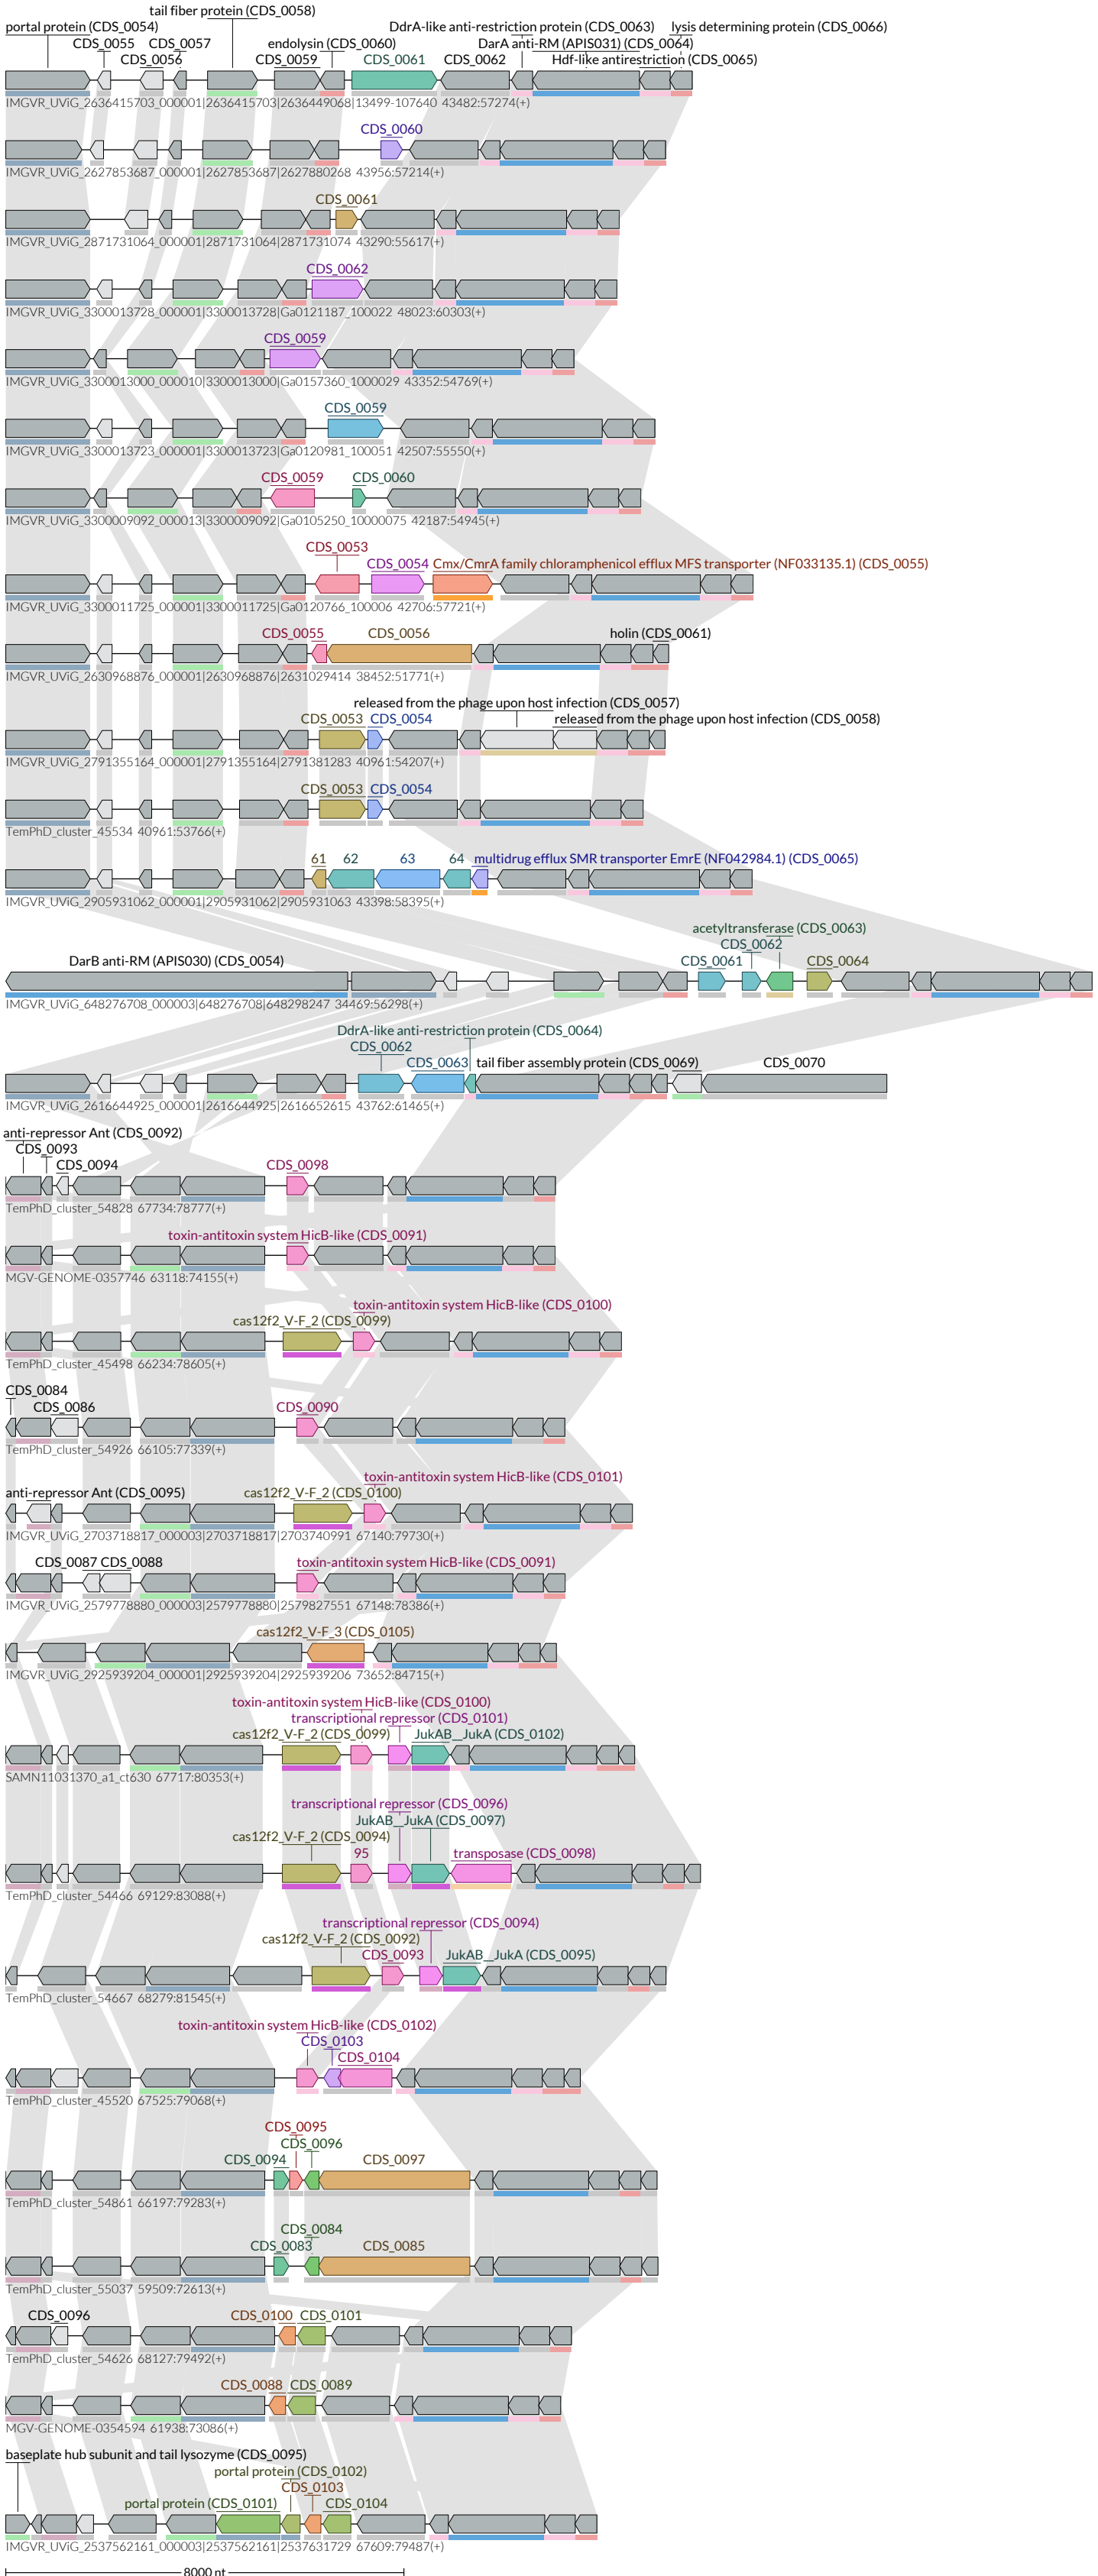 tail fiber protein (CDS_0058)
portal protein (CDS_0054)
DdrA-like anti-restriction protein (CDS_0063)
lysis determining protein (CDS_0066)
CDS_0055
CDS_0057
endolysin (CDS_0060)
DarA anti-RM (APIS031) (CDS_0064)
CDS_0056
CDS_0059
CDS_0061
CDS_0062
Hdf-like antirestriction (CDS_0065)
IMGVR_UViG_2636415703_000001|2636415703|2636449068|13499-107640 43482:57274(+)
CDS_0060
IMGVR_UViG_2627853687_000001|2627853687|2627880268 43956:57214(+)
CDS_0061
IMGVR_UViG_2871731064_000001|2871731064|2871731074 43290:55617(+)
CDS_0062
IMGVR_UViG_3300013728_000001|3300013728|Ga0121187_100022 48023:60303(+)
CDS_0059
IMGVR_UViG_3300013000_000010|3300013000|Ga0157360_1000029 43352:54769(+)
CDS_0059
IMGVR_UViG_3300013723_000001|3300013723|Ga0120981_100051 42507:55550(+)
CDS_0059
CDS_0060
IMGVR_UViG_3300009092_000013|3300009092|Ga0105250_10000075 42187:54945(+)
CDS_0053
CDS_0054
Cmx/CmrA family chloramphenicol efflux MFS transporter (NF033135.1) (CDS_0055)
IMGVR_UViG_3300011725_000001|3300011725|Ga0120766_100006 42706:57721(+)
CDS_0055
CDS_0056
holin (CDS_0061)
IMGVR_UViG_2630968876_000001|2630968876|2631029414 38452:51771(+)
released from the phage upon host infection (CDS_0057)
CDS_0053
CDS_0054
released from the phage upon host infection (CDS_0058)
IMGVR_UViG_2791355164_000001|2791355164|2791381283 40961:54207(+)
CDS_0053
CDS_0054
TemPhD_cluster_45534 40961:53766(+)
61
62
63
64
multidrug efflux SMR transporter EmrE (NF042984.1) (CDS_0065)
IMGVR_UViG_2905931062_000001|2905931062|2905931063 43398:58395(+)
acetyltransferase (CDS_0063)
CDS_0062
DarB anti-RM (APIS030) (CDS_0054)
CDS_0061
CDS_0064
IMGVR_UViG_648276708_000003|648276708|648298247 34469:56298(+)
DdrA-like anti-restriction protein (CDS_0064)
CDS_0062
CDS_0063
tail fiber assembly protein (CDS_0069)
CDS_0070
IMGVR_UViG_2616644925_000001|2616644925|2616652615 43762:61465(+)
anti-repressor Ant (CDS_0092)
CDS_0093
CDS_0094
CDS_0098
TemPhD_cluster_54828 67734:78777(+)
toxin-antitoxin system HicB-like (CDS_0091)
MGV-GENOME-0357746 63118:74155(+)
toxin-antitoxin system HicB-like (CDS_0100)
cas12f2_V-F_2 (CDS_0099)
TemPhD_cluster_45498 66234:78605(+)
CDS_0084
CDS_0086
CDS_0090
TemPhD_cluster_54926 66105:77339(+)
toxin-antitoxin system HicB-like (CDS_0101)
anti-repressor Ant (CDS_0095)
cas12f2_V-F_2 (CDS_0100)
IMGVR_UViG_2703718817_000003|2703718817|2703740991 67140:79730(+)
CDS_0087
CDS_0088
toxin-antitoxin system HicB-like (CDS_0091)
IMGVR_UViG_2579778880_000003|2579778880|2579827551 67148:78386(+)
cas12f2_V-F_3 (CDS_0105)
IMGVR_UViG_2925939204_000001|2925939204|2925939206 73652:84715(+)
toxin-antitoxin system HicB-like (CDS_0100)
transcriptional repressor (CDS_0101)
cas12f2_V-F_2 (CDS_0099)
JukAB__JukA (CDS_0102)
SAMN11031370_a1_ct630 67717:80353(+)
transcriptional repressor (CDS_0096)
JukAB__JukA (CDS_0097)
cas12f2_V-F_2 (CDS_0094)
95
transposase (CDS_0098)
TemPhD_cluster_54466 69129:83088(+)
transcriptional repressor (CDS_0094)
cas12f2_V-F_2 (CDS_0092)
CDS_0093
JukAB__JukA (CDS_0095)
TemPhD_cluster_54667 68279:81545(+)
toxin-antitoxin system HicB-like (CDS_0102)
CDS_0103
CDS_0104
TemPhD_cluster_45520 67525:79068(+)
CDS_0095
CDS_0096
CDS_0094
CDS_0097
TemPhD_cluster_54861 66197:79283(+)
CDS_0084
CDS_0083
CDS_0085
TemPhD_cluster_55037 59509:72613(+)
CDS_0096
CDS_0100
CDS_0101
TemPhD_cluster_54626 68127:79492(+)
CDS_0088
CDS_0089
MGV-GENOME-0354594 61938:73086(+)
baseplate hub subunit and tail lysozyme (CDS_0095)
portal protein (CDS_0102)
CDS_0103
portal protein (CDS_0101)
CDS_0104
IMGVR_UViG_2537562161_000003|2537562161|2537631729 67609:79487(+)
8000 nt